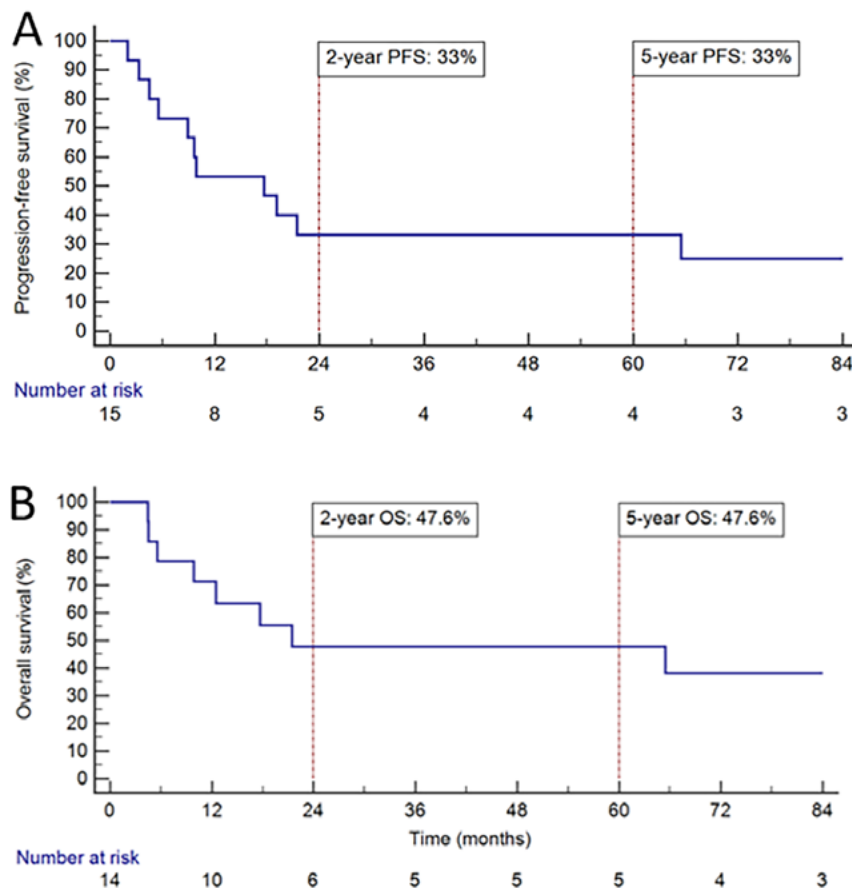 A
Progression-free survival (%)
100
90
80
70
60
50
40
30
20
10
0
2-year PFS: 33%
5-year PFS: 33%
0 12 24 36 48 60 72 84
Number at risk
15 8 5 4 4 4 3 3
B
Overall survival (%)
100
90
80
70
60
50
40
30
20
10
0
2-year OS: 47.6%
5-year OS: 47.6%
0 12 24 36 48 60 72 84
Time (months)
Number at risk
14 10 6 5 5 5 4 3